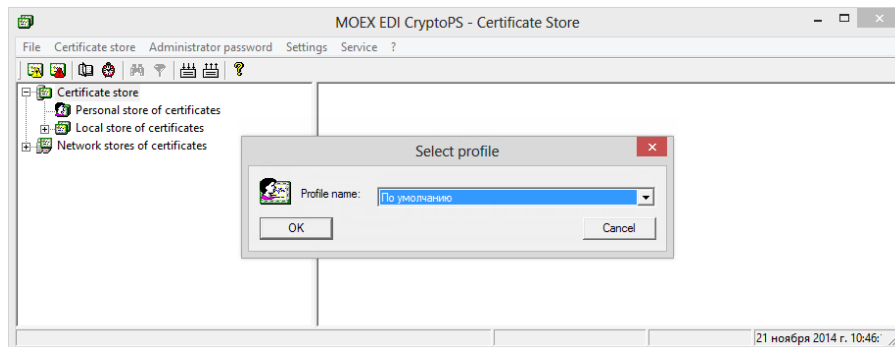 MOEX EDI CryptoPS - Certificate Store
File Certificate store Administrator password Settings Service ?
Certificate store
Personal store of certificates
Local store of certificates
Network stores of certificates
Select profile
Profile name: По умолчанию
OK Cancel
21 ноября 2014 г. 10:46: